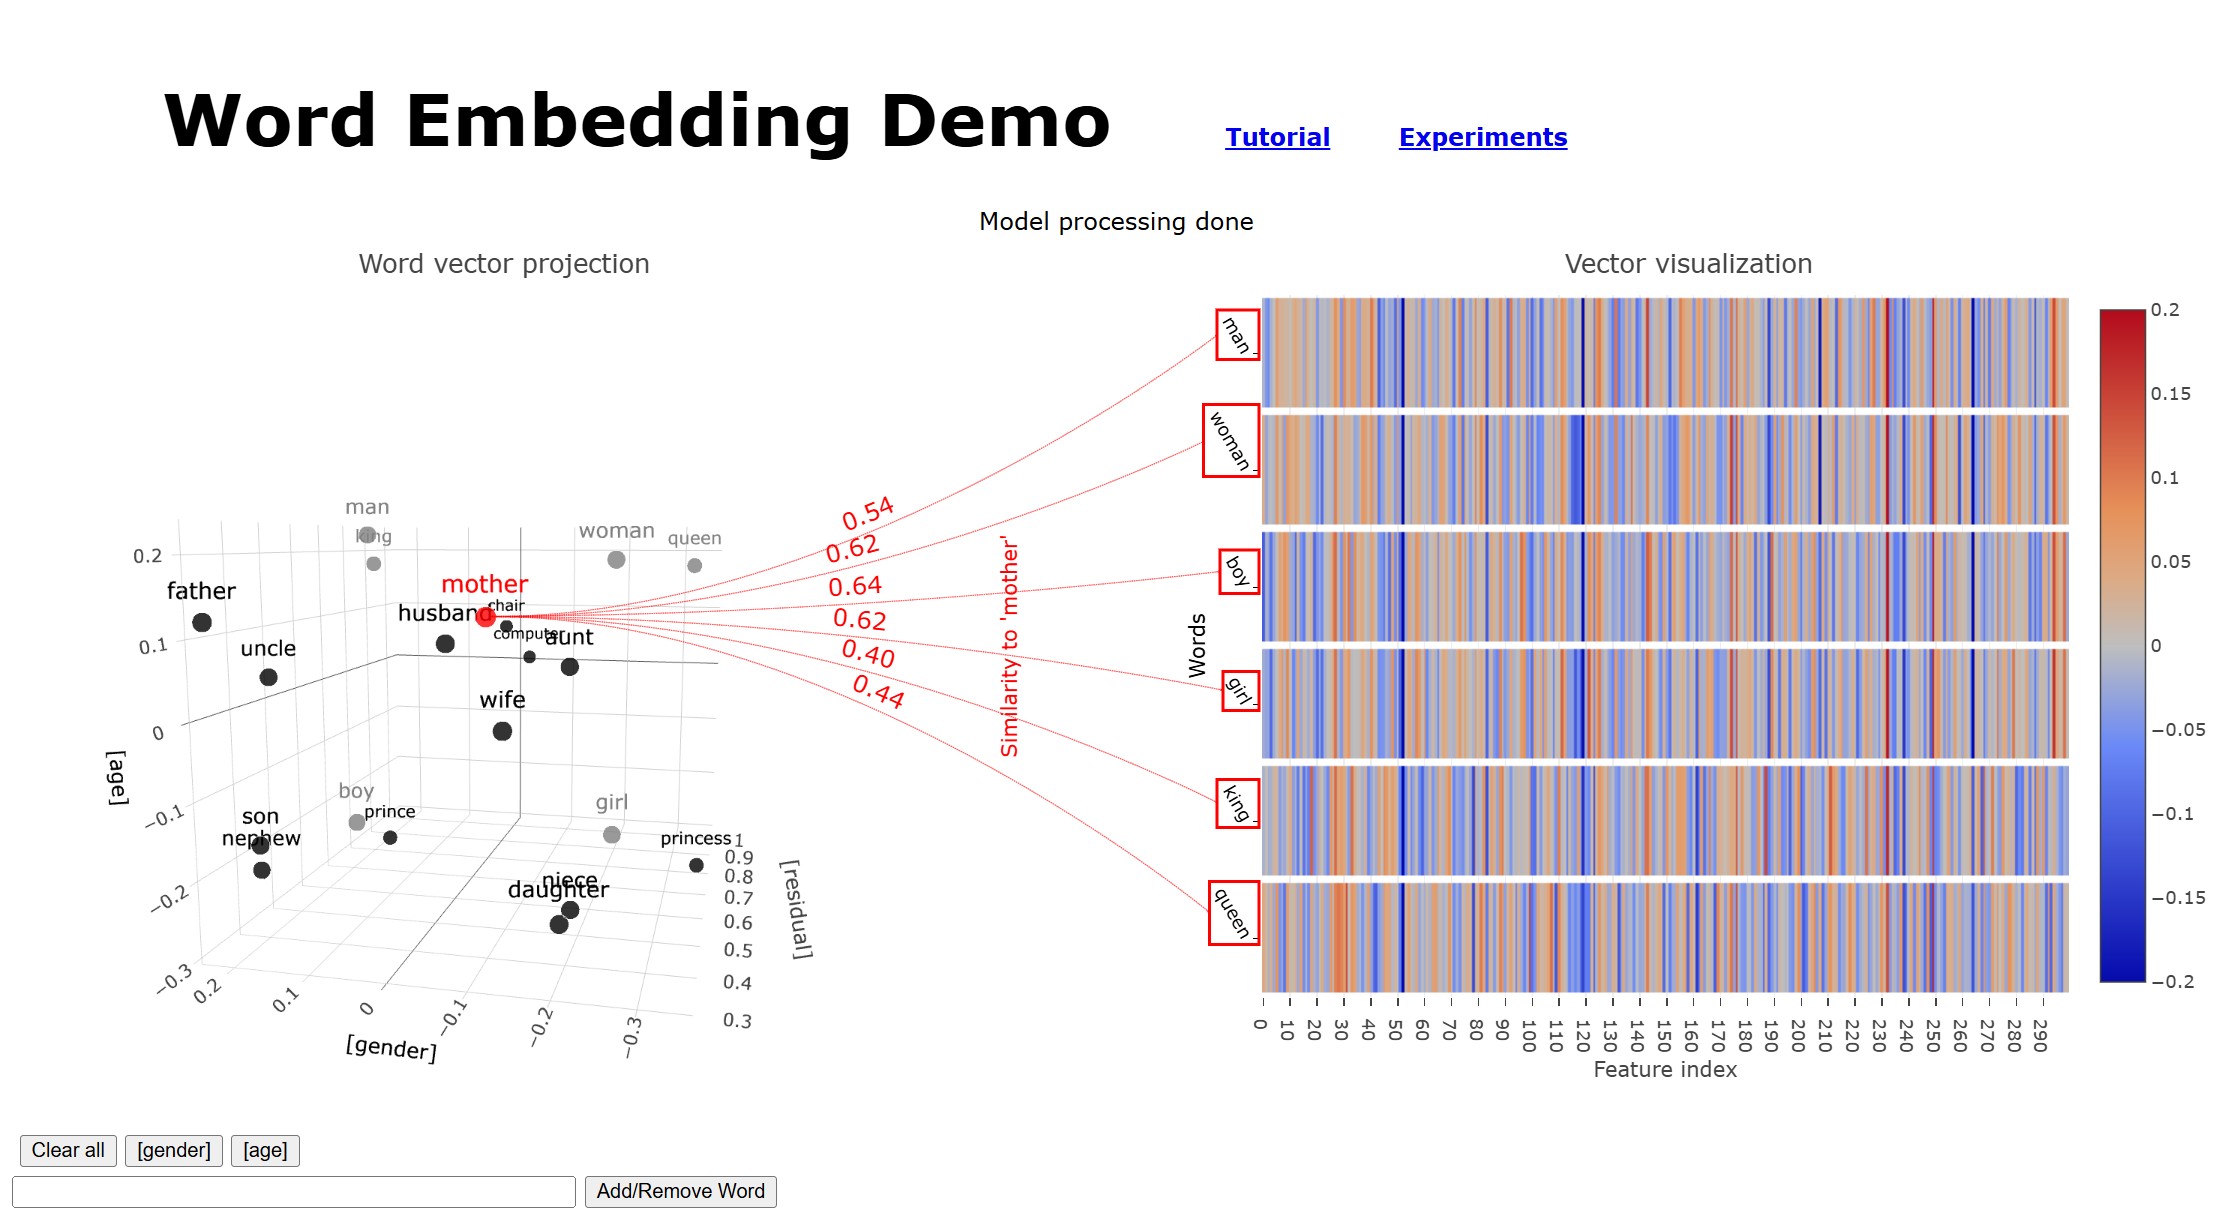 Word Embedding Demo
Tutorial
Experiments
Model processing done
Word vector projection
man
king
woman
queen
mother
father
husband
chair
computer
aunt
uncle
wife
boy
prince
girl
princess
son
nephew
niece
daughter
0.2
0.1
0
−0.1
−0.2
−0.3
[age]
0.2
0.1
0
−0.1
−0.2
−0.3
[gender]
1
0.9
0.8
0.7
0.6
0.5
0.4
0.3
[residual]
0.54
0.62
0.64
0.62
0.40
0.44
Similarity to 'mother'
Vector visualization
Words
man
woman
boy
girl
king
queen
0 10 20 30 40 50 60 70 80 90 100 110 120 130 140 150 160 170 180 190 200 210 220 230 240 250 260 270 280 290
Feature index
0.2
0.15
0.1
0.05
0
−0.05
−0.1
−0.15
−0.2
Clear all
[gender]
[age]
Add/Remove Word